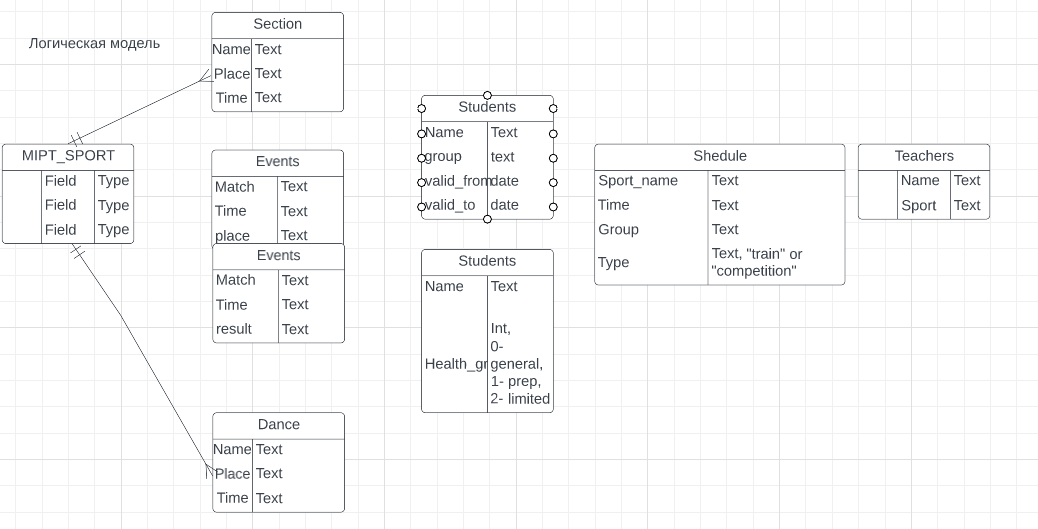 Логическая модель
Section
Name Text
Place Text
Time Text
MIPT_SPORT
Field Type
Field Type
Field Type
Events
Match Text
Time Text
place Text
Events
Match Text
Time Text
result Text
Dance
Name Text
Place Text
Time Text
Students
Name Text
group text
valid_from date
valid_to date
Students
Name Text
Health_gr Int,
0-
general,
1- prep,
2- limited
Shedule
Sport_name Text
Time Text
Group Text
Type Text, "train" or
"competition"
Teachers
Name Text
Sport Text